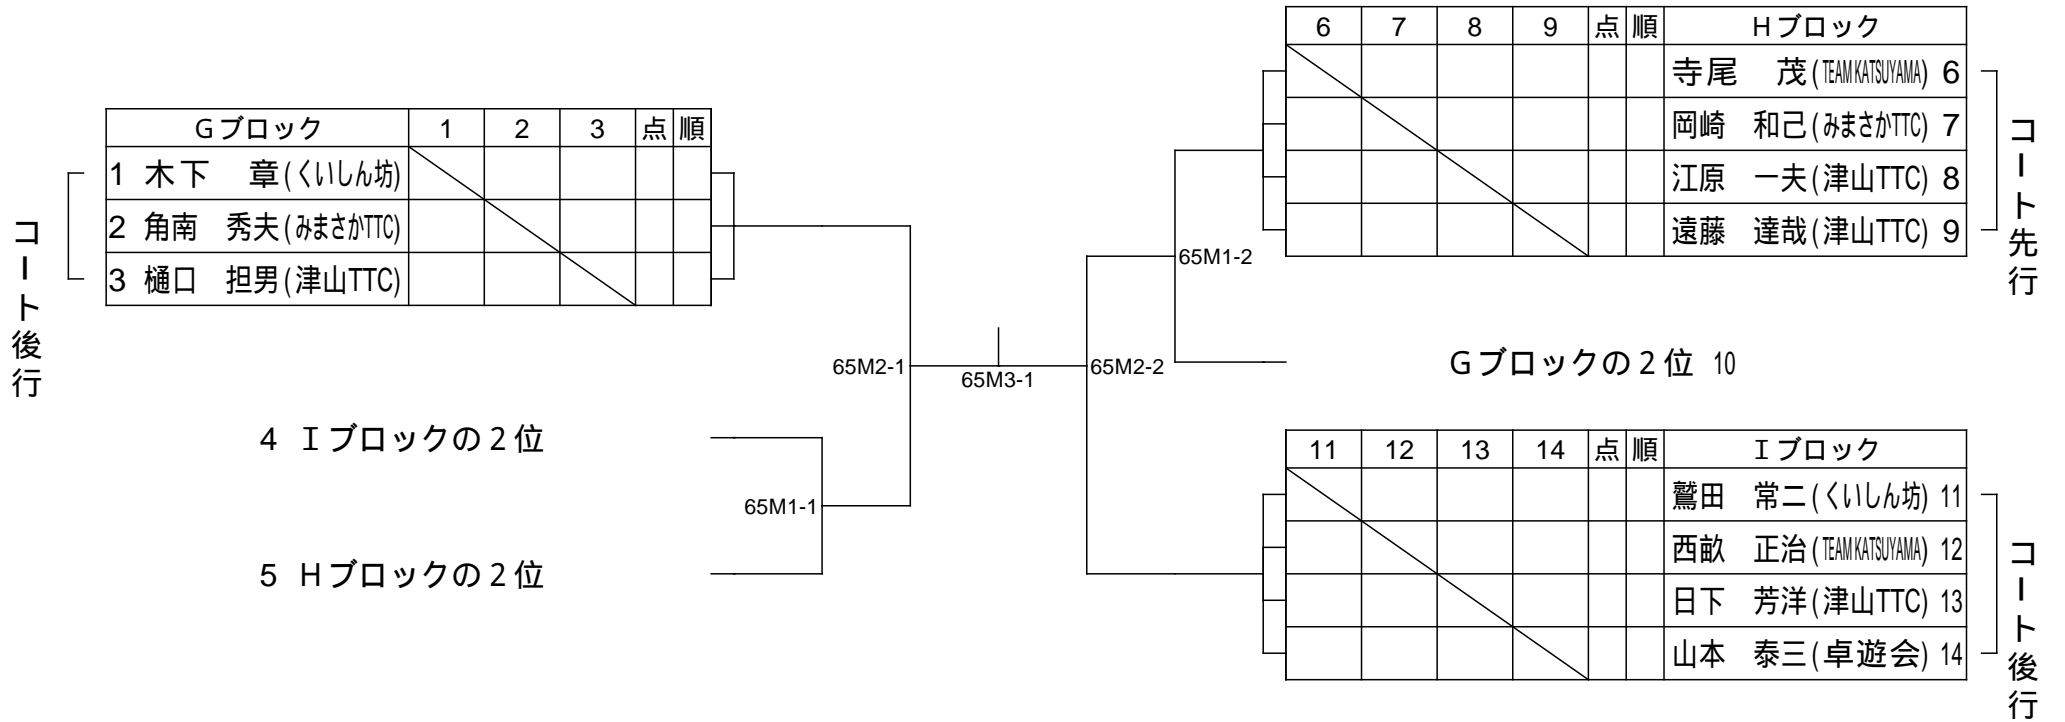 Gブロック 1 2 3 点 順
1 木下 章(くいしん坊)
2 角南 秀夫(みまさかTTC)
3 樋口 担男(津山TTC)
コート後行
4 Iブロックの2位
5 Hブロックの2位
65M1-1
65M2-1
65M3-1
65M2-2
65M1-2
6 7 8 9 点 順 Hブロック
寺尾 茂(TEAM KATSUYAMA) 6
岡崎 和己(みまさかTTC) 7
江原 一夫(津山TTC) 8
遠藤 達哉(津山TTC) 9
コート先行
Gブロックの2位 10
11 12 13 14 点 順 Iブロック
鷲田 常二(くいしん坊) 11
西畝 正治(TEAM KATSUYAMA) 12
日下 芳洋(津山TTC) 13
山本 泰三(卓遊会) 14
コート後行